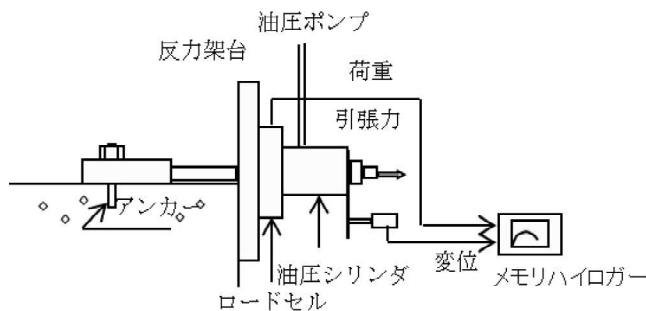 油圧ポンプ
反力架台
荷重
引張力
アンカー
油圧シリンダ
変位
メモリハイロガー
ロードセル